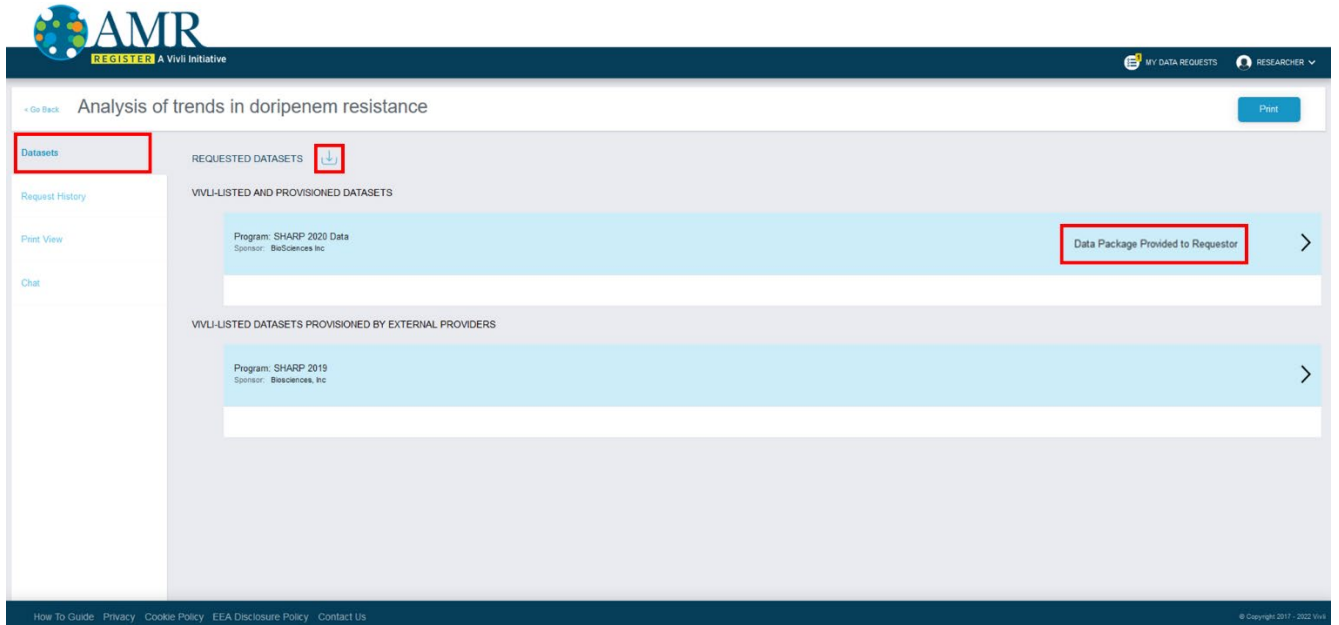 AMR
REGISTER A Vivli Initiative
1
MY DATA REQUESTS
RESEARCHER
< Go Back
Analysis of trends in doripenem resistance
Print
Datasets
Request History
Print View
Chat
REQUESTED DATASETS
VIVLI-LISTED AND PROVISIONED DATASETS
Program: SHARP 2020 Data
Sponsor: BioSciences Inc
Data Package Provided to Requestor
VIVLI-LISTED DATASETS PROVISIONED BY EXTERNAL PROVIDERS
Program: SHARP 2019
Sponsor: Biosciences, Inc
How To Guide Privacy Cookie Policy EEA Disclosure Policy Contact Us
© Copyright 2017 - 2022 Vivli